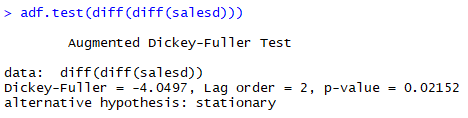 > adf.test(diff(diff(salesd)))
Augmented Dickey-Fuller Test
data:  diff(diff(salesd))
Dickey-Fuller = -4.0497, Lag order = 2, p-value = 0.02152
alternative hypothesis: stationary